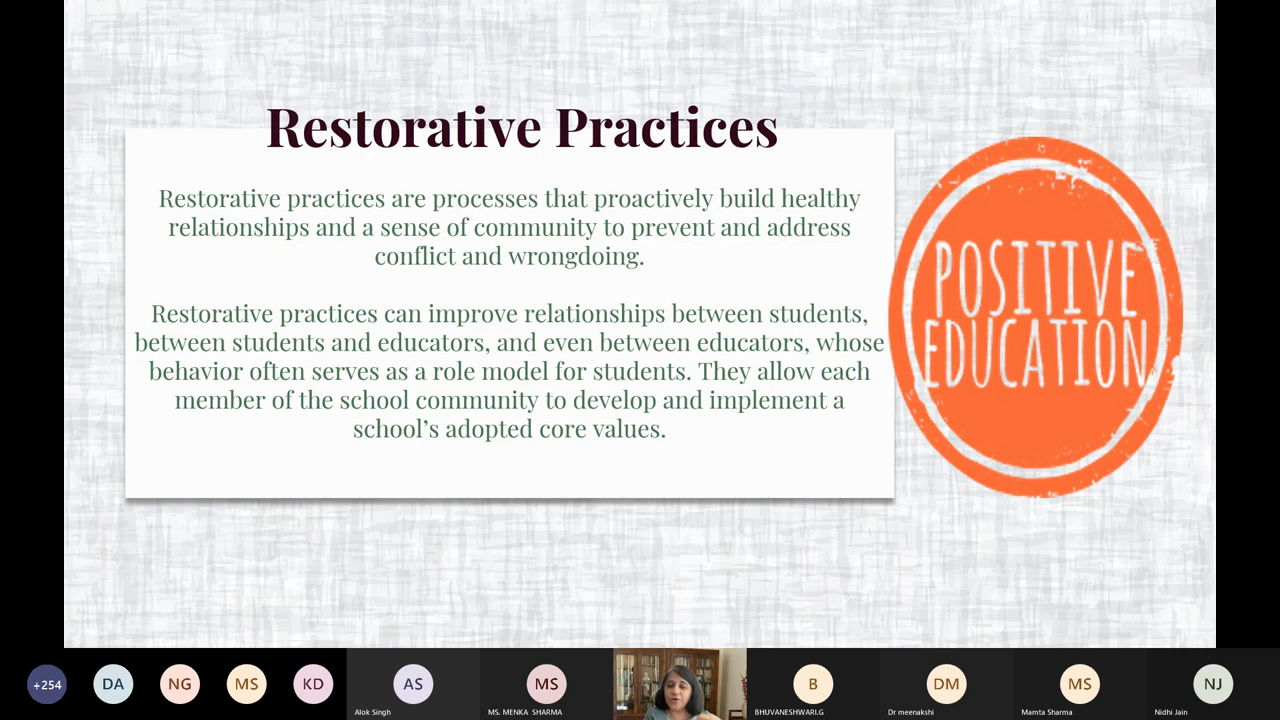 Restorative Practices
Restorative practices are processes that proactively build healthy
relationships and a sense of community to prevent and address
conflict and wrongdoing.
Restorative practices can improve relationships between students,
between students and educators, and even between educators, whose
behavior often serves as a role model for students. They allow each
member of the school community to develop and implement a
school’s adopted core values.
POSITIVE
EDUCATION
+254
DA
NG
MS
KD
AS
Alok Singh
MS
MS. MENKA SHARMA
B
BHUVANESHWARI.G
DM
Dr meenakshi
MS
Mamta Sharma
NJ
Nidhi Jain